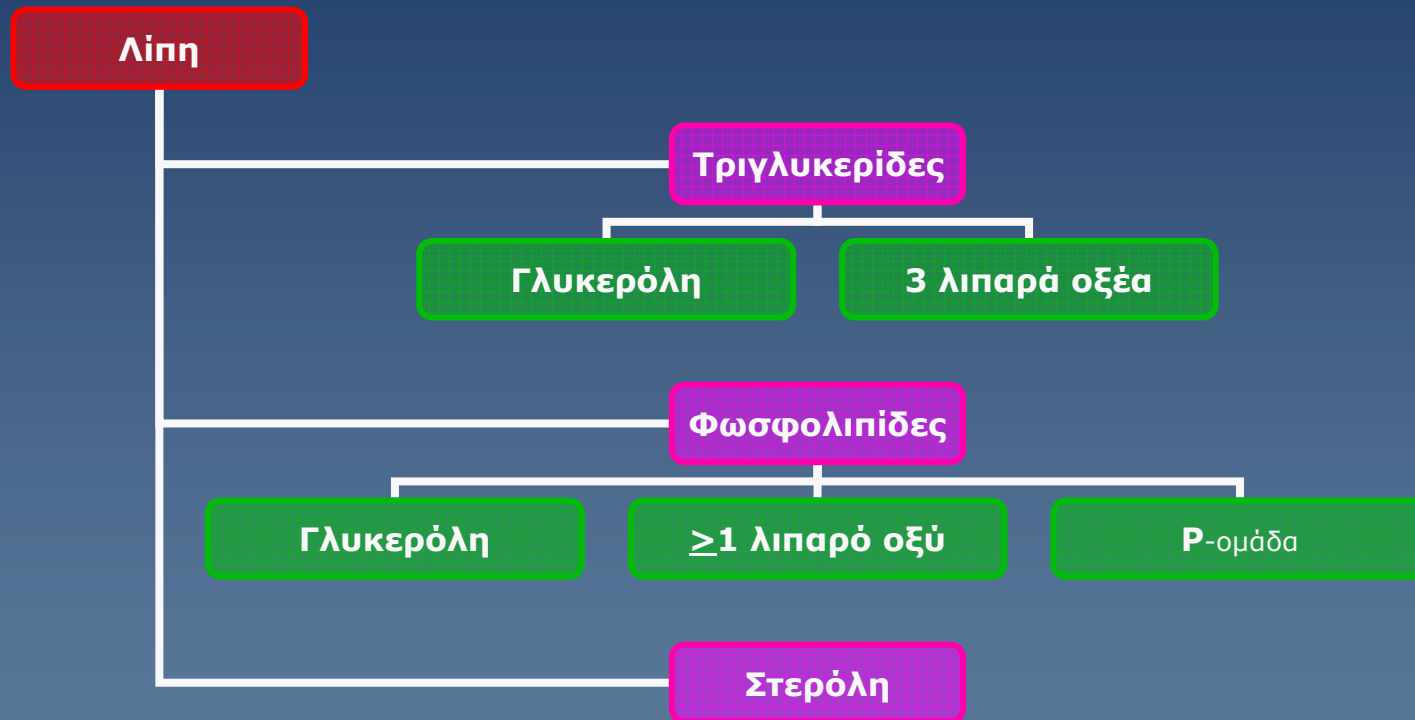 Λίπη
Τριγλυκερίδες
Γλυκερόλη
3 λιπαρά οξέα
Φωσφολιπίδες
Γλυκερόλη
≥1 λιπαρό οξύ
P-ομάδα
Στερόλη